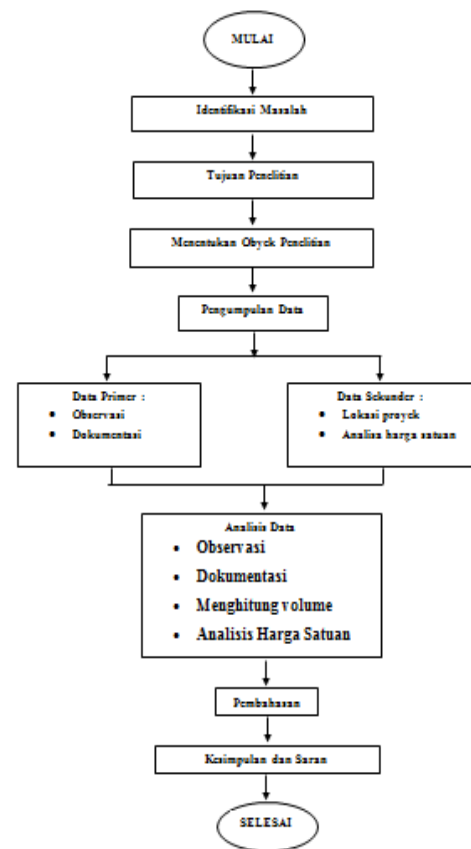 MULAI
Identifikasi Masalah
Tujuan Penelitian
Menentukan Obyek Penelitian
Pengumpulan Data
Data Primer :
• Observasi
• Dokumentasi
Data Sekunder :
• Lokasi proyek
• Analisa harga satuan
Analisis Data
• Observasi
• Dokumentasi
• Menghitung volume
• Analisis Harga Satuan
Pembahasan
Kesimpulan dan Saran
SELESAI